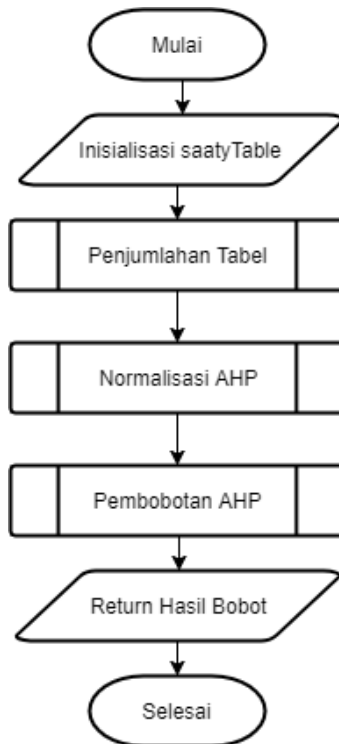 Mulai
Inisialisasi saatyTable
Penjumlahan Tabel
Normalisasi AHP
Pembobotan AHP
Return Hasil Bobot
Selesai